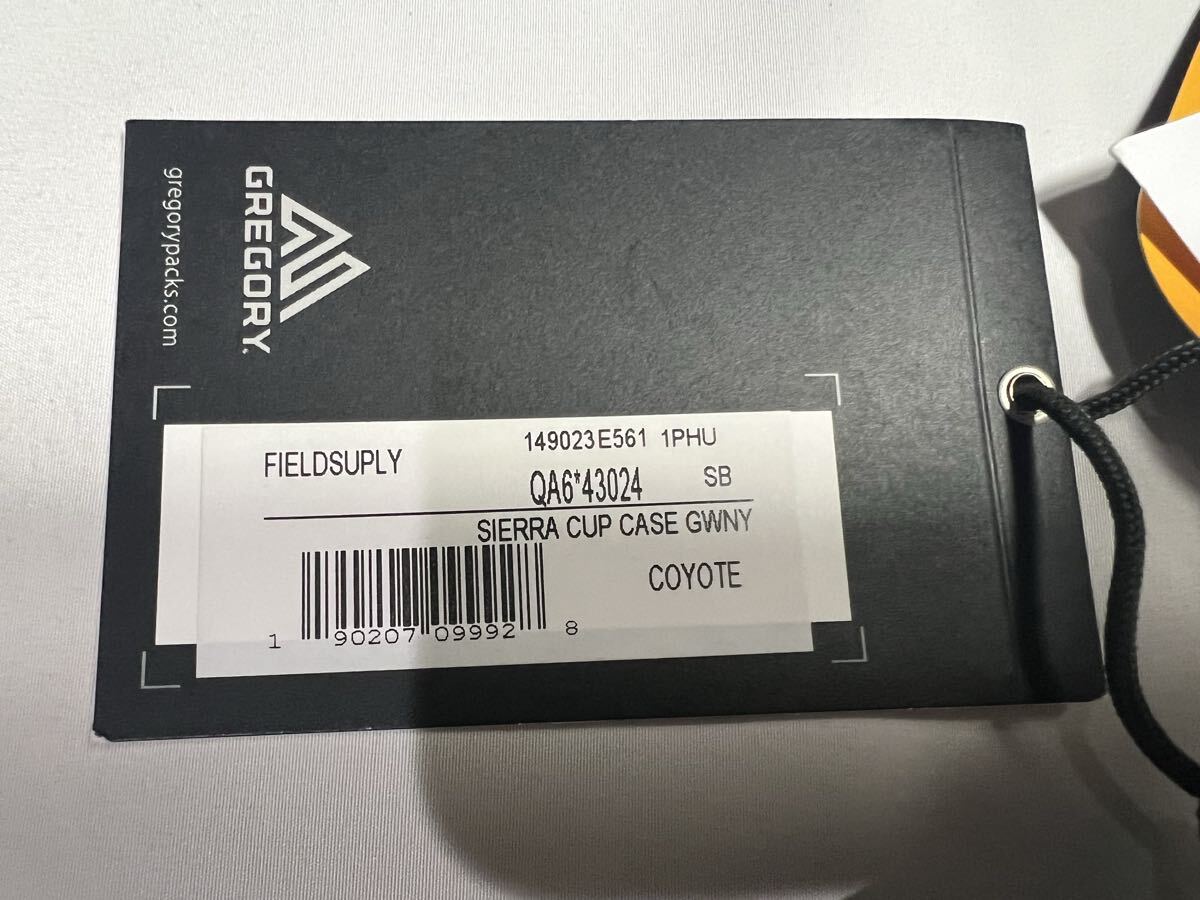 GREGORY
gregorypacks.com
149023E561 1PHU
FIELDSUPLY
QA6*43024 SB
SIERRA CUP CASE GWNY
COYOTE
1 90207 09992 8